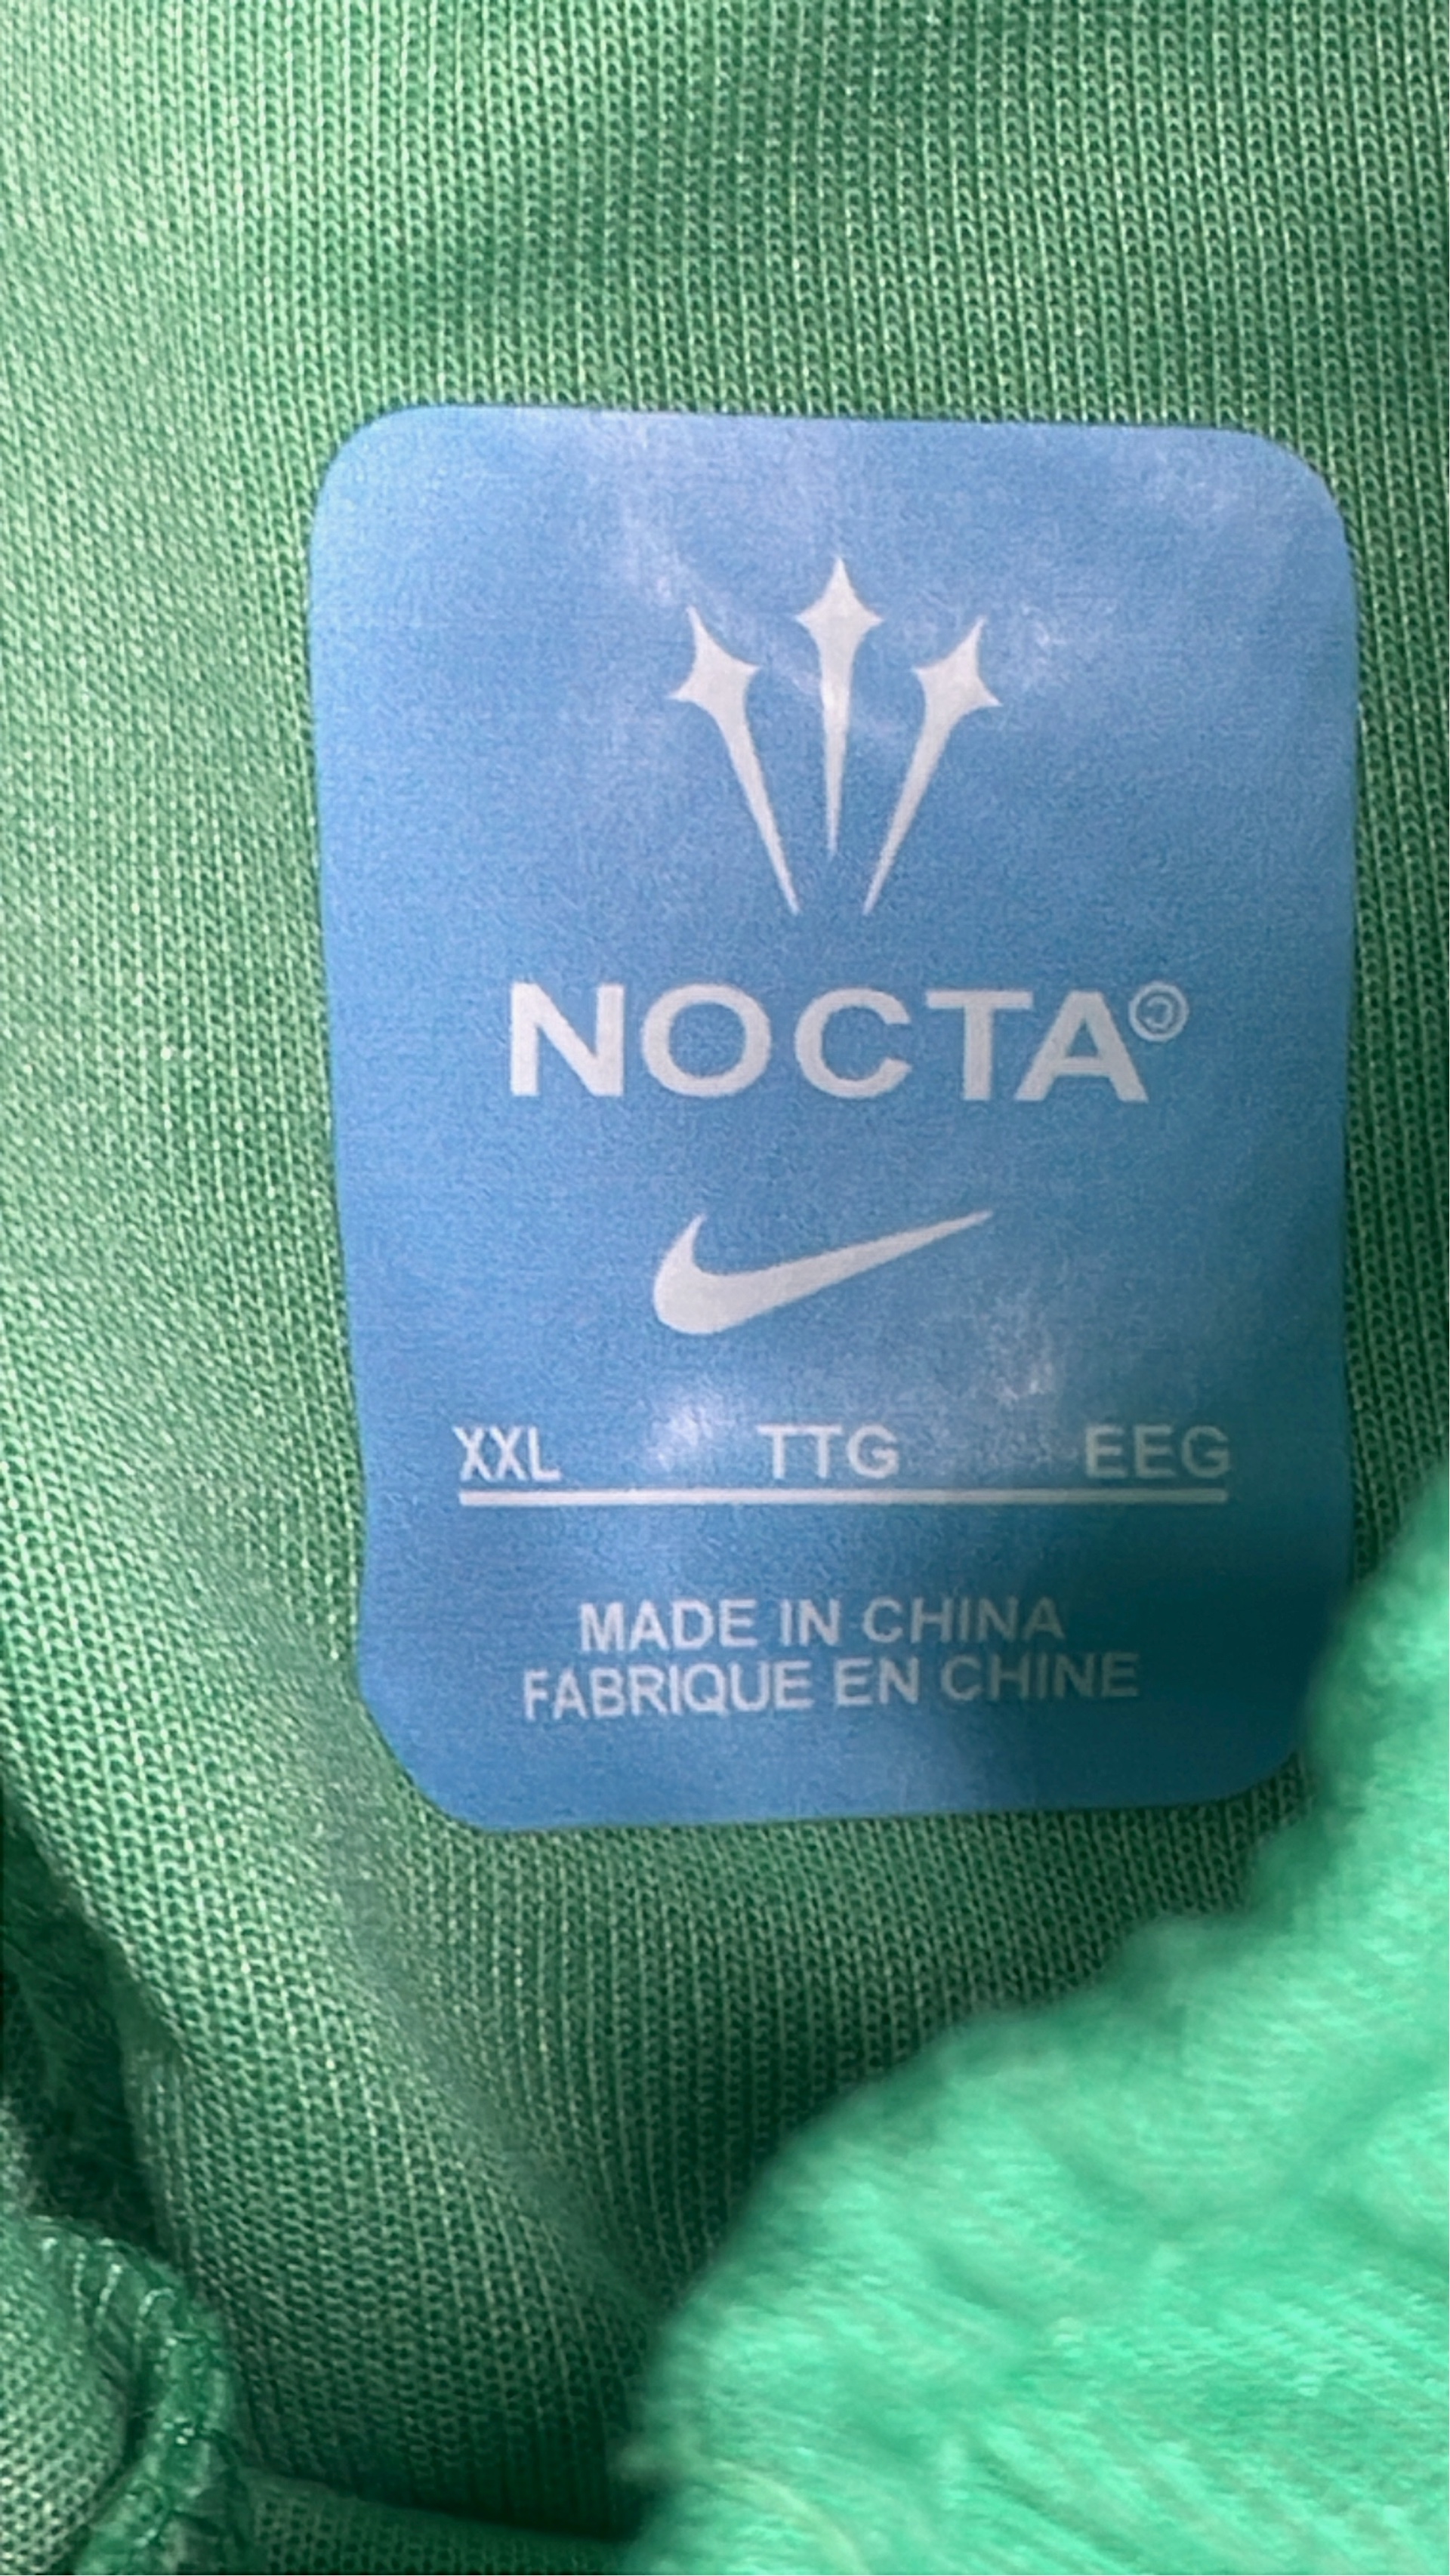 NOCTA©
XXL TTG EEG
MADE IN CHINA
FABRIQUE EN CHINE